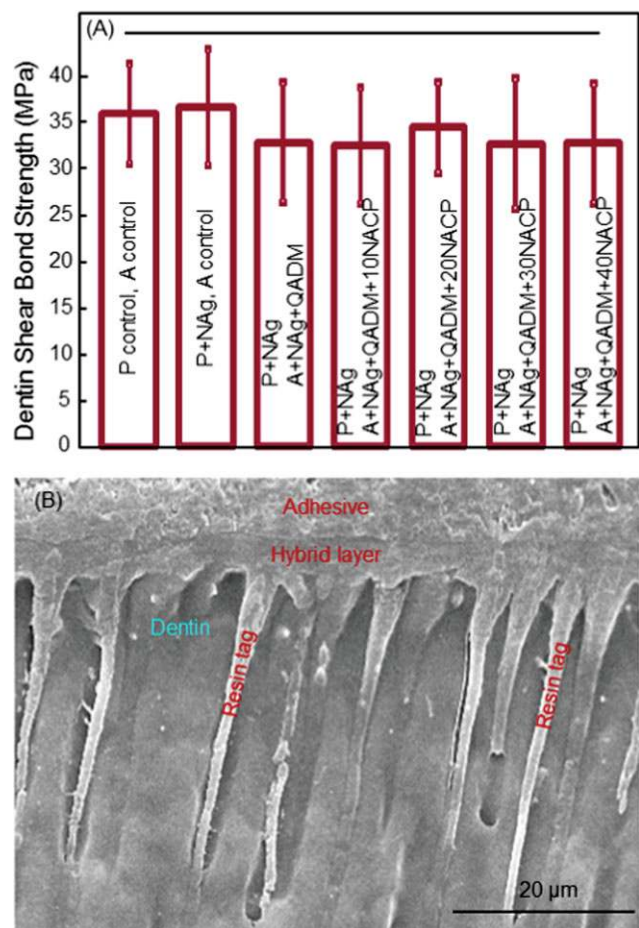 (A)
Dentin Shear Bond Strength (MPa)
40
35
30
25
20
15
10
5
0
P control, A control
P+NAg, A control
P+NAg
A+NAg+QADM
P+NAg
A+NAg+QADM+10NACP
P+NAg
A+NAg+QADM+20NACP
P+NAg
A+NAg+QADM+30NACP
P+NAg
A+NAg+QADM+40NACP
(B)
Adhesive
Hybrid layer
Dentin
Resin tag
Resin tag
20 µm